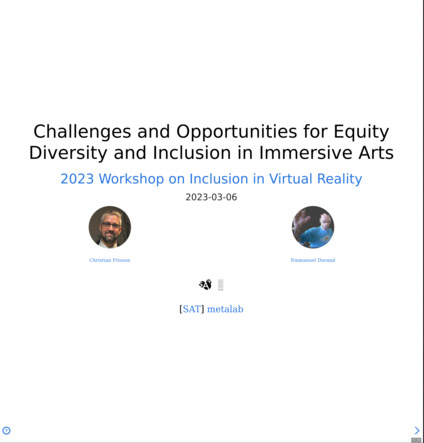 Challenges and Opportunities for Equity
Diversity and Inclusion in Immersive Arts
2023 Workshop on Inclusion in Virtual Reality
2023-03-06
Christian Frisson
Emmanuel Durand
[SAT] metalab